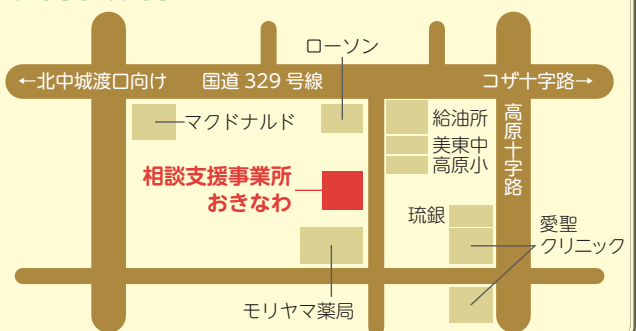 ローソン
←北中城渡口向け
国道 329 号線
コザ十字路→
マクドナルド
給油所
美東中
高原小
高原十字路
相談支援事業所
おきなわ
琉銀
愛聖
クリニック
モリヤマ薬局